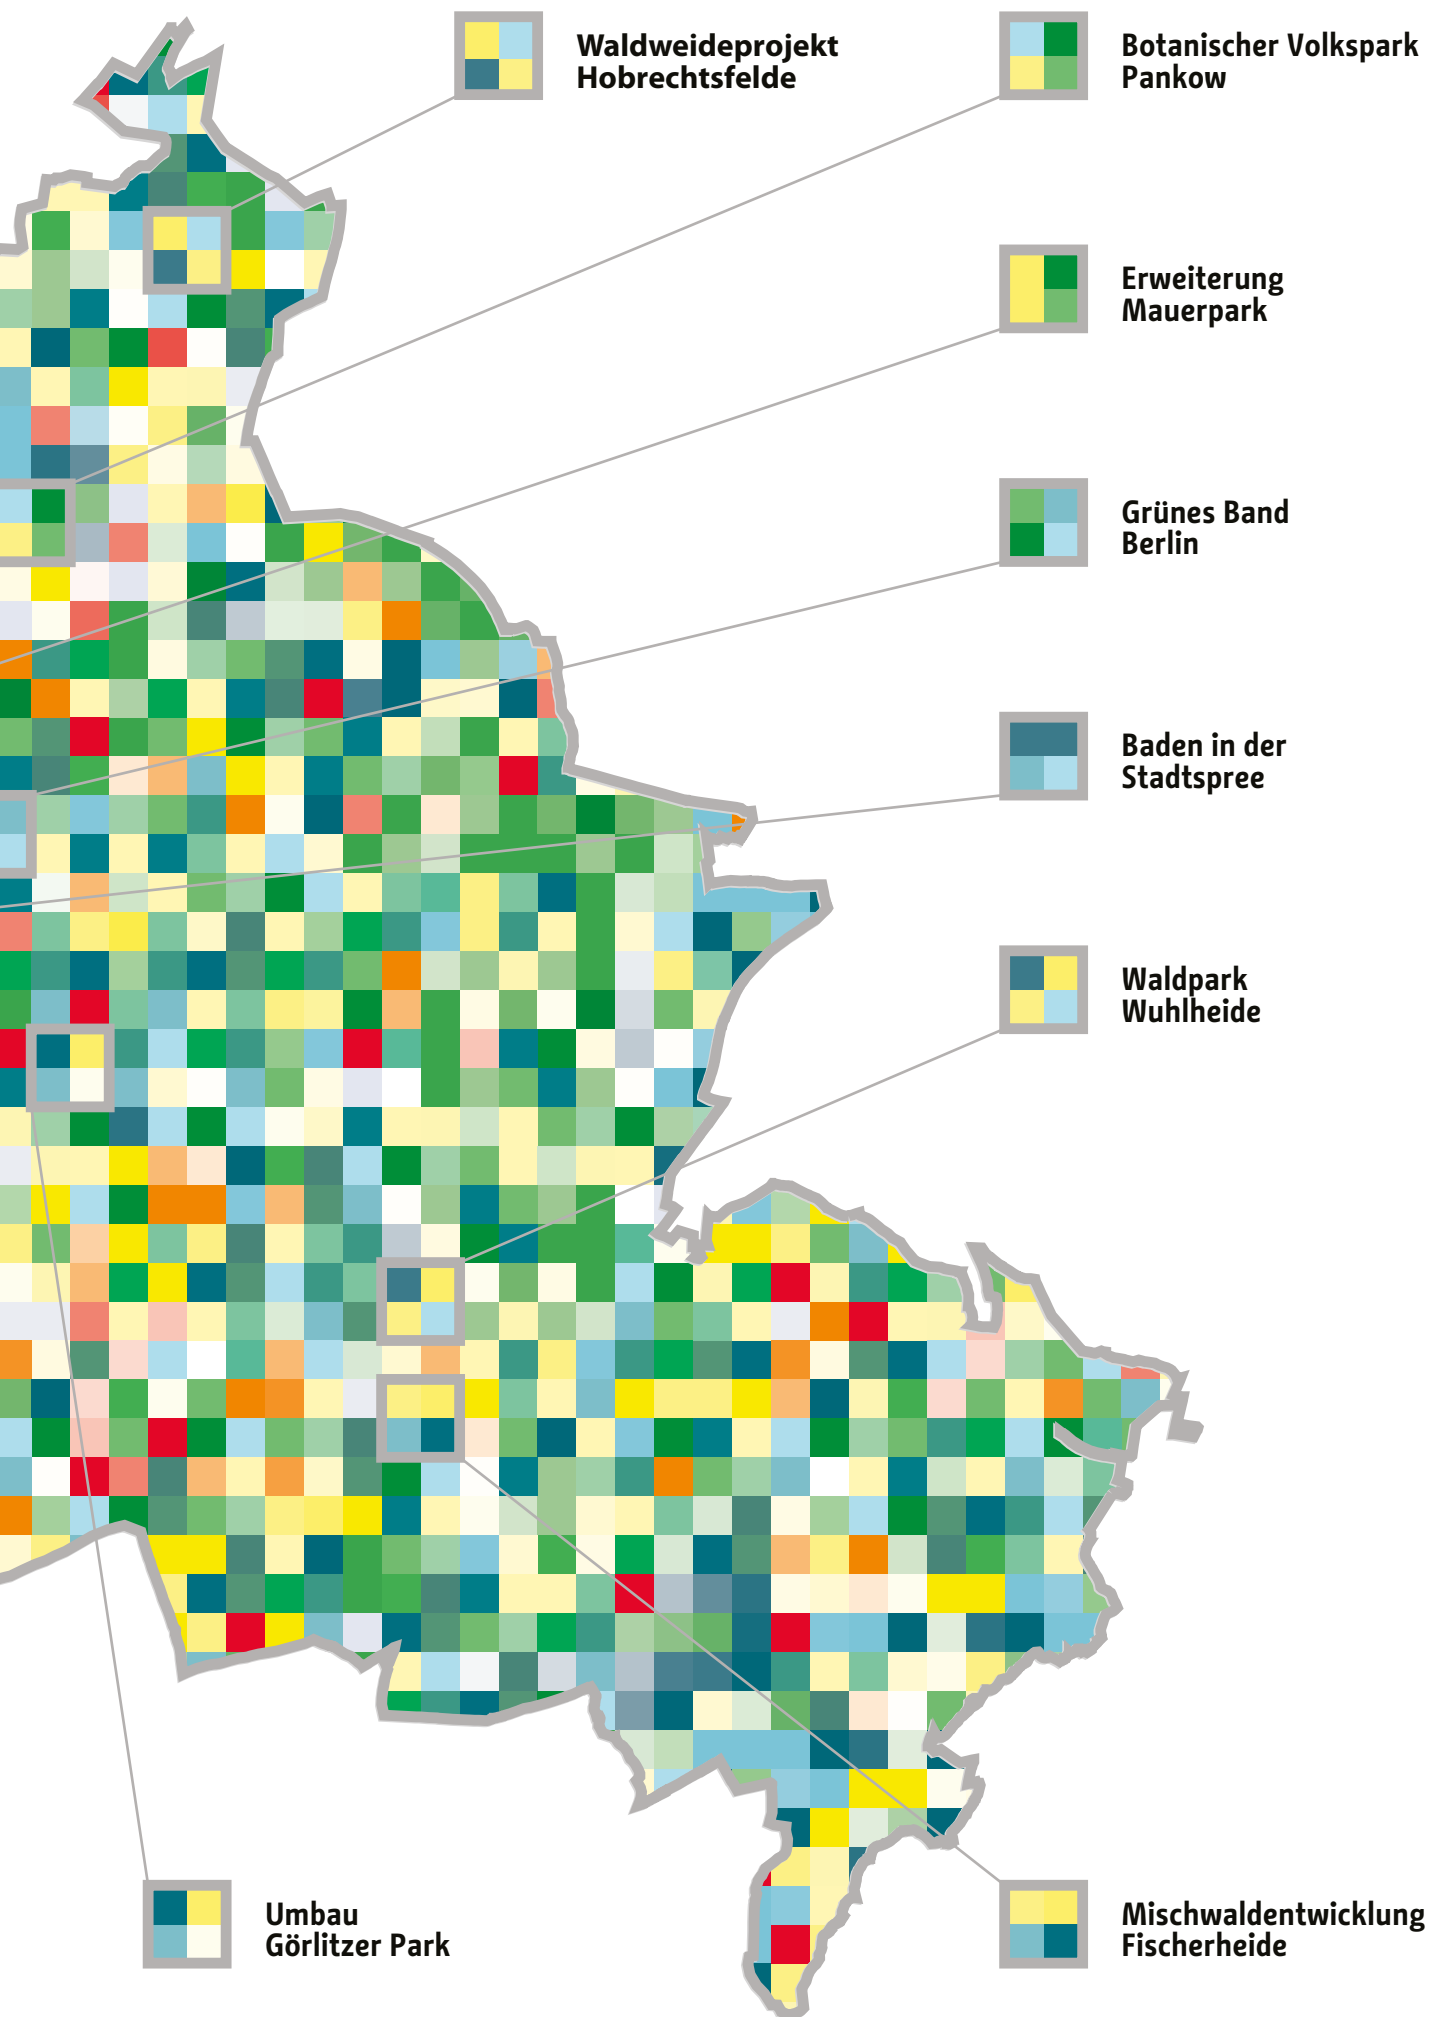 Waldweideprojekt
Hobrechtsfelde
Botanischer Volkspark
Pankow
Erweiterung
Mauerpark
Grünes Band
Berlin
Baden in der
Stadtspree
Waldpark
Wuhlheide
Umbau
Görlitzer Park
Mischwaldentwicklung
Fischerheide